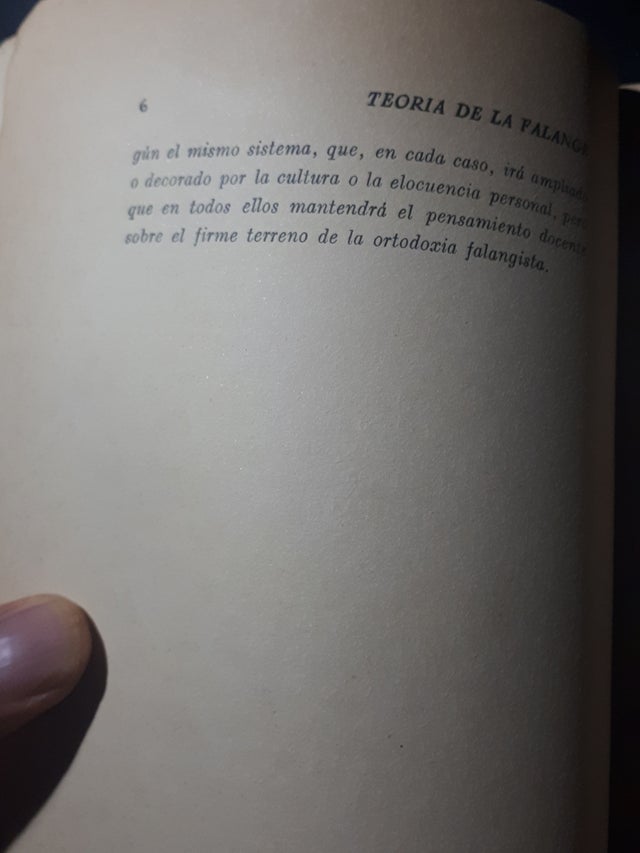 6 TEORIA DE LA FALANGE
gún el mismo sistema, que, en cada caso, irá ampliado
o decorado por la cultura o la elocuencia personal, pero
que en todos ellos mantendrá el pensamiento docente
sobre el firme terreno de la ortodoxia falangista.